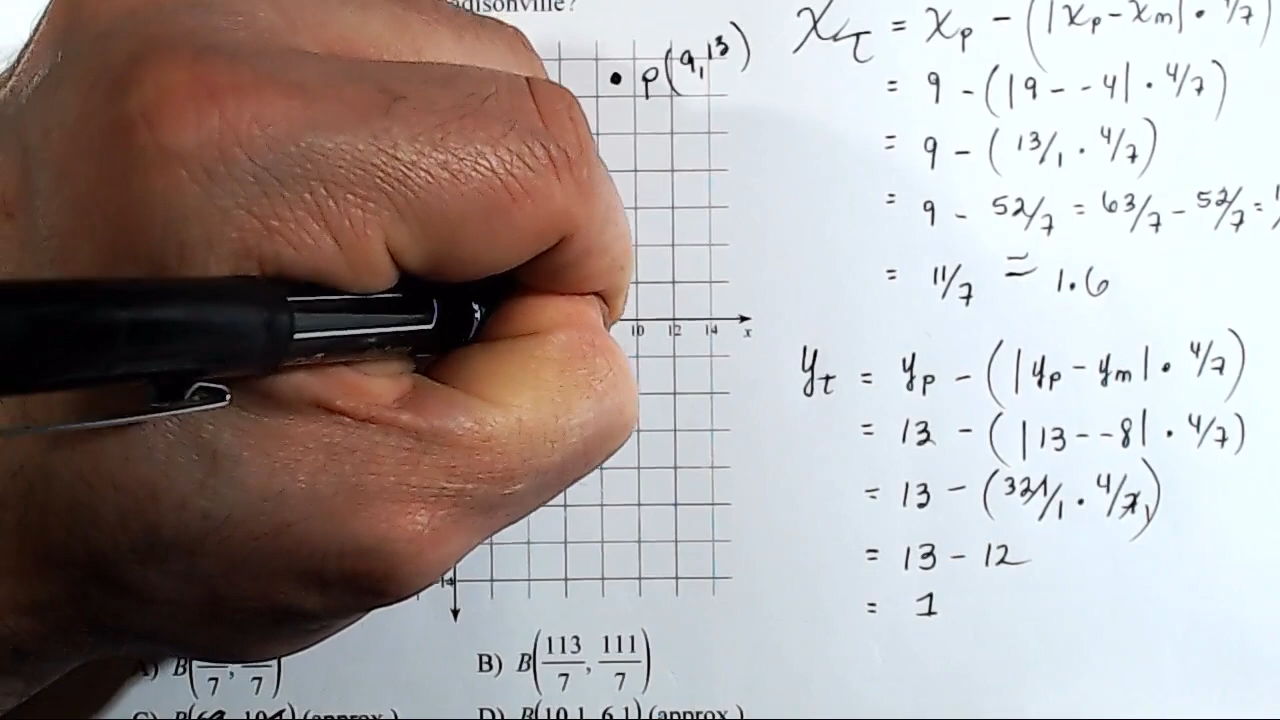 adisonville?
P(9,13)
10 12 14 x
x_t = x_p - (|x_p - x_m| · 4/7)
= 9 - (|9 - -4| · 4/7)
= 9 - (13/1 · 4/7)
= 9 - 52/7 = 63/7 - 52/7 =
= 11/7 ≈ 1.6
y_t = y_p - (|y_p - y_m| · 4/7)
= 13 - (|13 - -8| · 4/7)
= 13 - (
/1 · 4/7
)
= 13 - 12
= 1
A) B( /7, /7)
B) B(113/7, 111/7)
C) B( (approx.)
D) B(10.1, 6.1) (approx.)